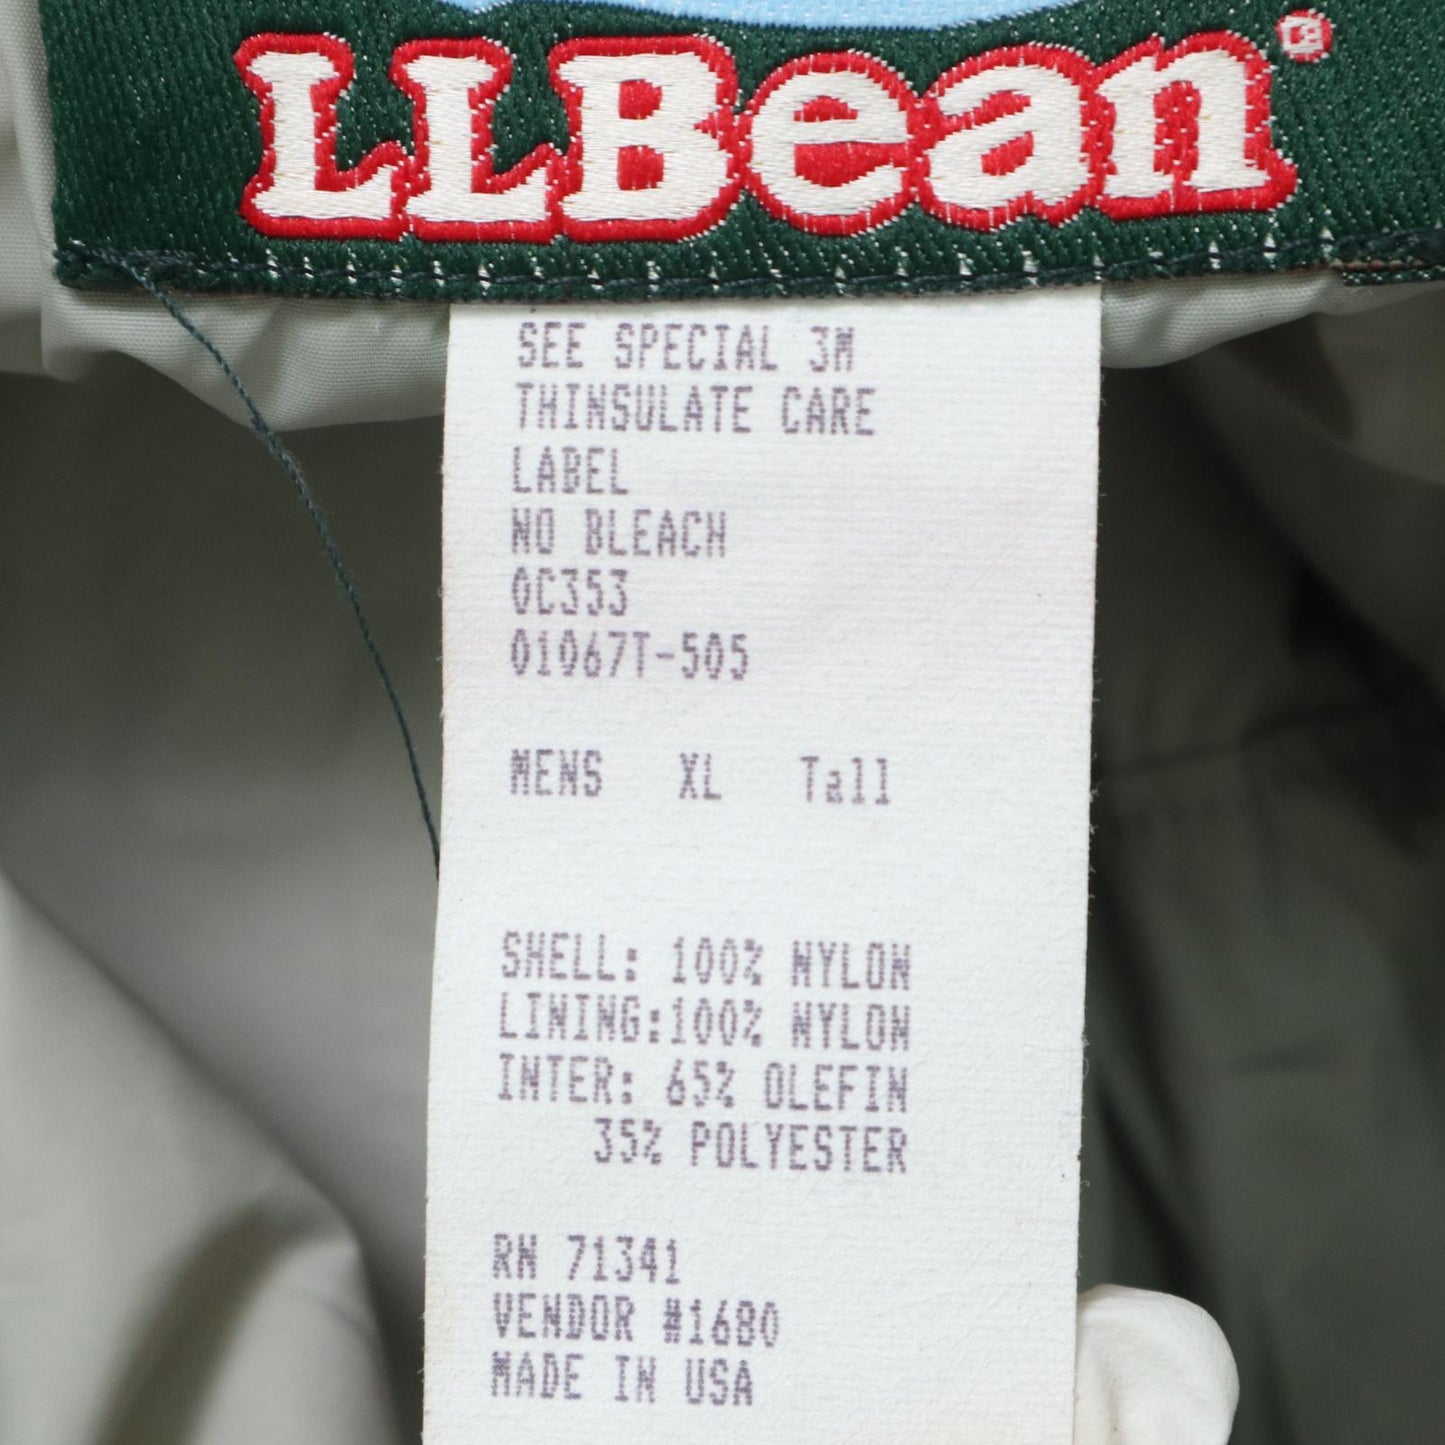 LLBean®
SEE SPECIAL 3M
THINSULATE CARE
LABEL
NO BLEACH
0C353
01067T-505
MENS XL Tall
SHELL: 100% NYLON
LINING:100% NYLON
INTER: 65% OLEFIN
35% POLYESTER
RN 71341
VENDOR #1680
MADE IN USA